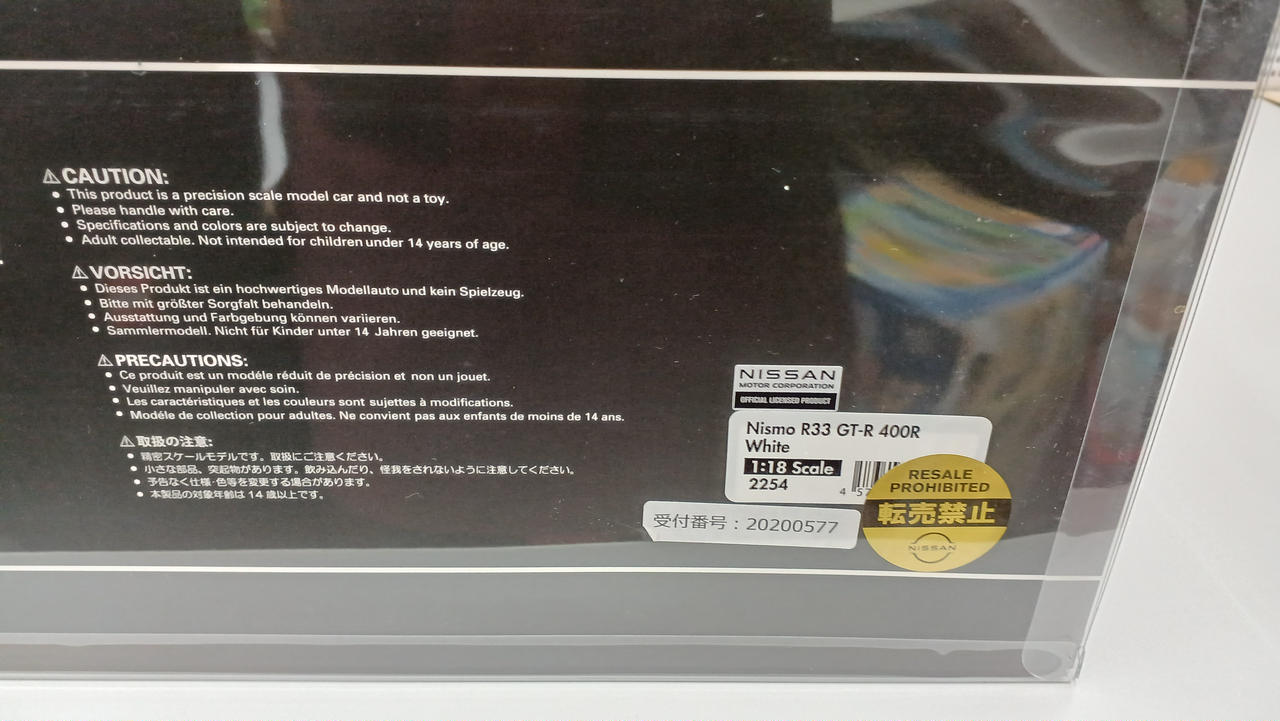 ⚠CAUTION:
• This product is a precision scale model car and not a toy.
• Please handle with care.
• Specifications and colors are subject to change.
• Adult collectable. Not intended for children under 14 years of age.
⚠VORSICHT:
• Dieses Produkt ist ein hochwertiges Modellauto und kein Spielzeug.
• Bitte mit größter Sorgfalt behandeln.
• Ausstattung und Farbgebung können variieren.
• Sammlermodell. Nicht für Kinder unter 14 Jahren geeignet.
⚠PRECAUTIONS:
• Ce produit est un modéle réduit de précision et non un jouet.
• Veuillez manipuler avec soin.
• Les caractéristiques et les couleurs sont sujettes à modifications.
• Modéle de collection pour adultes. Ne convient pas aux enfants de moins de 14 ans.
⚠取扱の注意:
• 精密スケールモデルです。取扱にご注意ください。
• 小さな部品、突起物があります。飲み込んだり、怪我をされないように注意してください。
• 予告なく仕様・色等を変更する場合があります。
• 本製品の対象年齢は14歳以上です。
NISSAN
MOTOR CORPORATION
OFFICIAL LICENSED PRODUCT
Nismo R33 GT-R 400R
White
1:18 Scale
2254
4 57
受付番号:20200577
RESALE
PROHIBITED
転売禁止
NISSAN